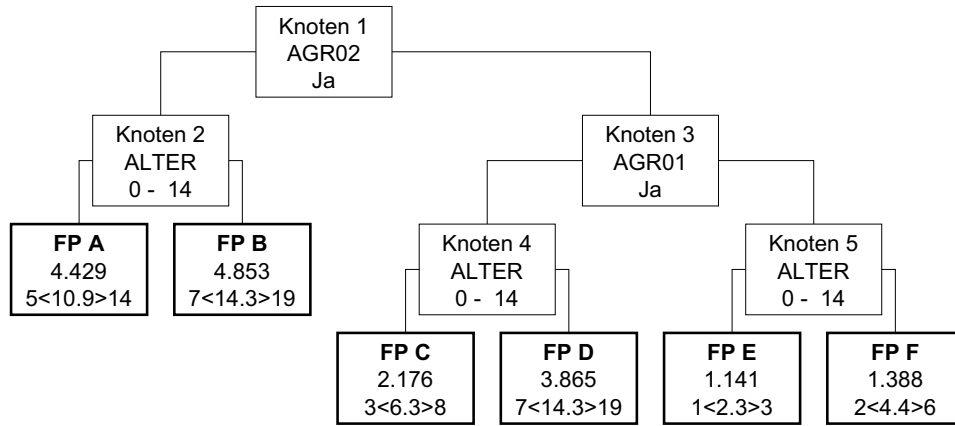 Knoten 1
AGR02
Ja
Knoten 2
ALTER
0 - 14
Knoten 3
AGR01
Ja
FP A
4.429
5<10.9>14
FP B
4.853
7<14.3>19
Knoten 4
ALTER
0 - 14
Knoten 5
ALTER
0 - 14
FP C
2.176
3<6.3>8
FP D
3.865
7<14.3>19
FP E
1.141
1<2.3>3
FP F
1.388
2<4.4>6